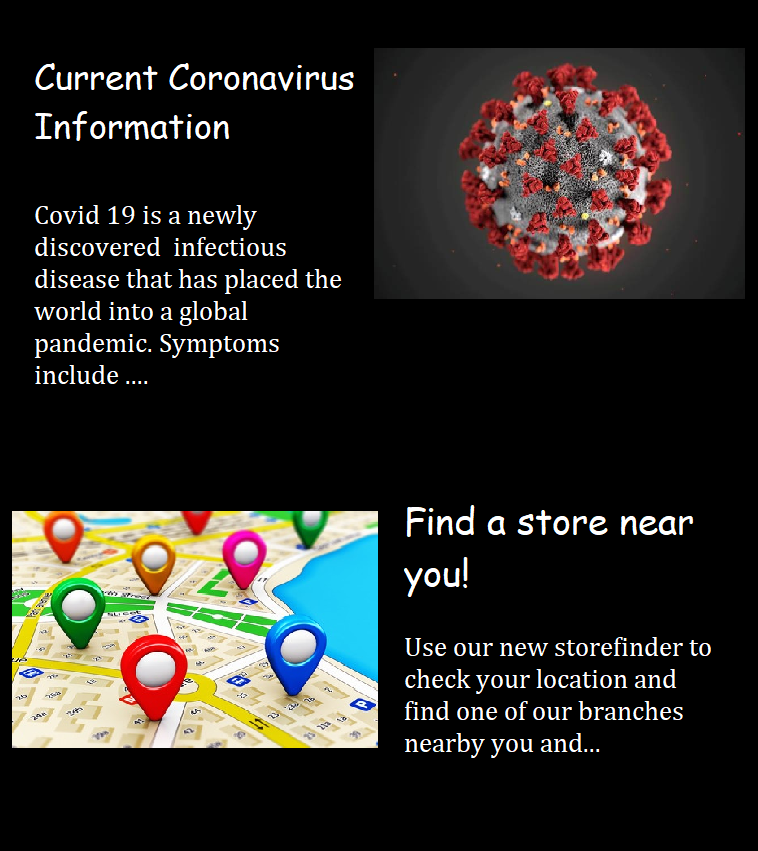 Current Coronavirus
Information
Covid 19 is a newly
discovered  infectious
disease that has placed the
world into a global
pandemic. Symptoms
include ....
Find a store near
you!
Use our new storefinder to
check your location and
find one of our branches
nearby you and...